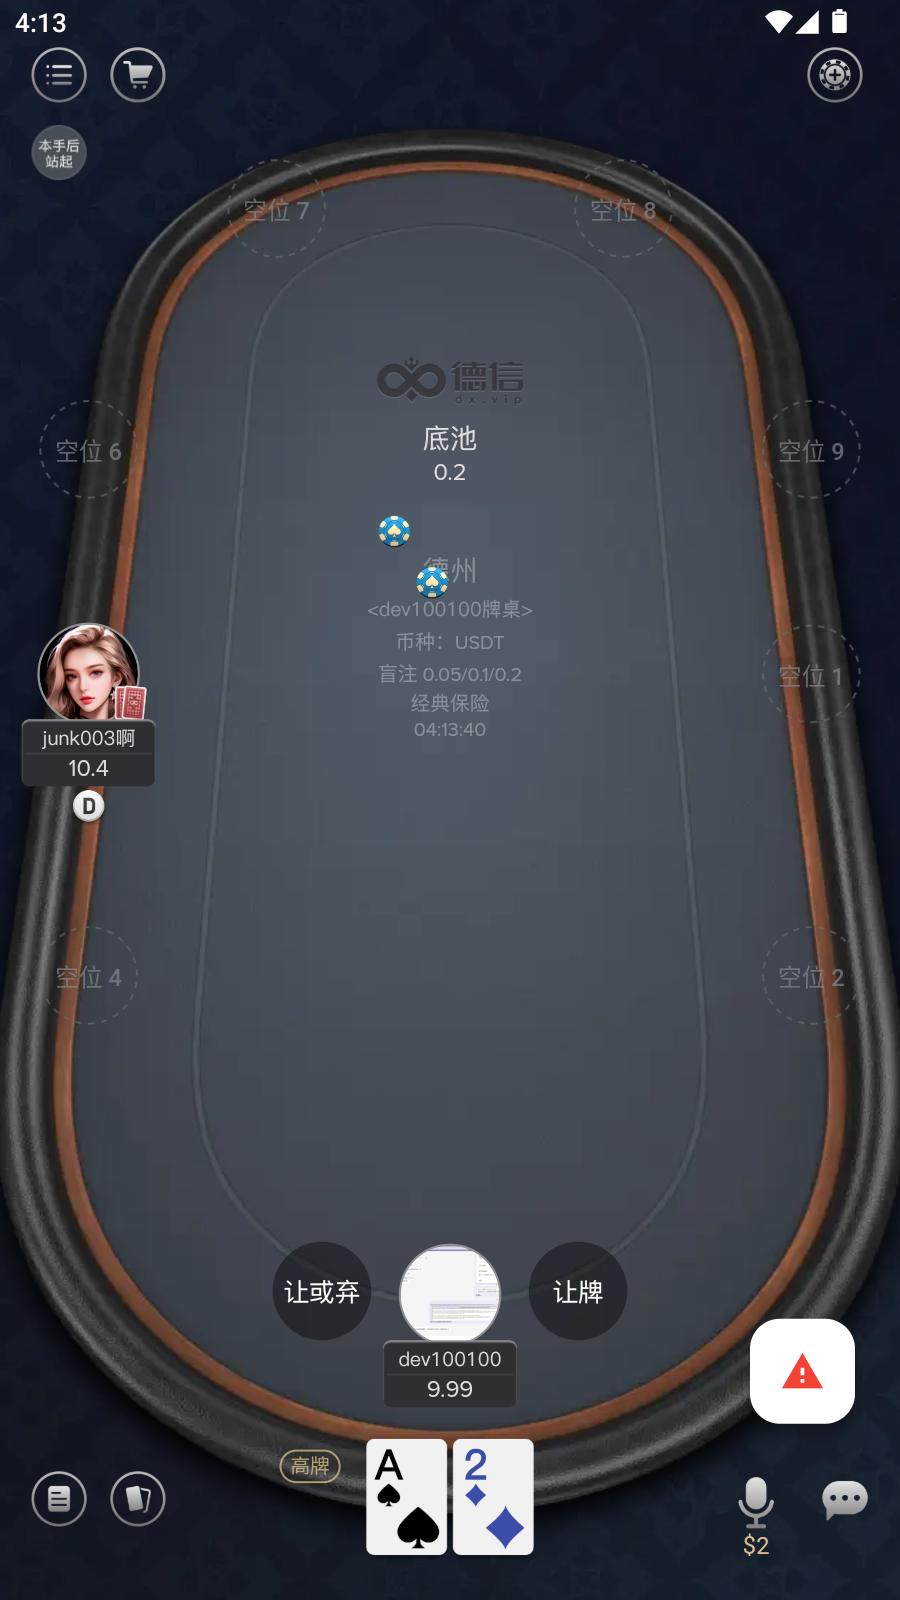 4:13
本手后
站起
空位 7
空位 8
德信
dx.vip
底池
0.2
空位 6
空位 9
德州
<dev100100牌桌>
币种：USDT
盲注 0.05/0.1/0.2
经典保险
04:13:40
空位 1
junk003啊
10.4
D
空位 4
空位 2
让或弃
让牌
dev100100
9.99
高牌
A
2
$2